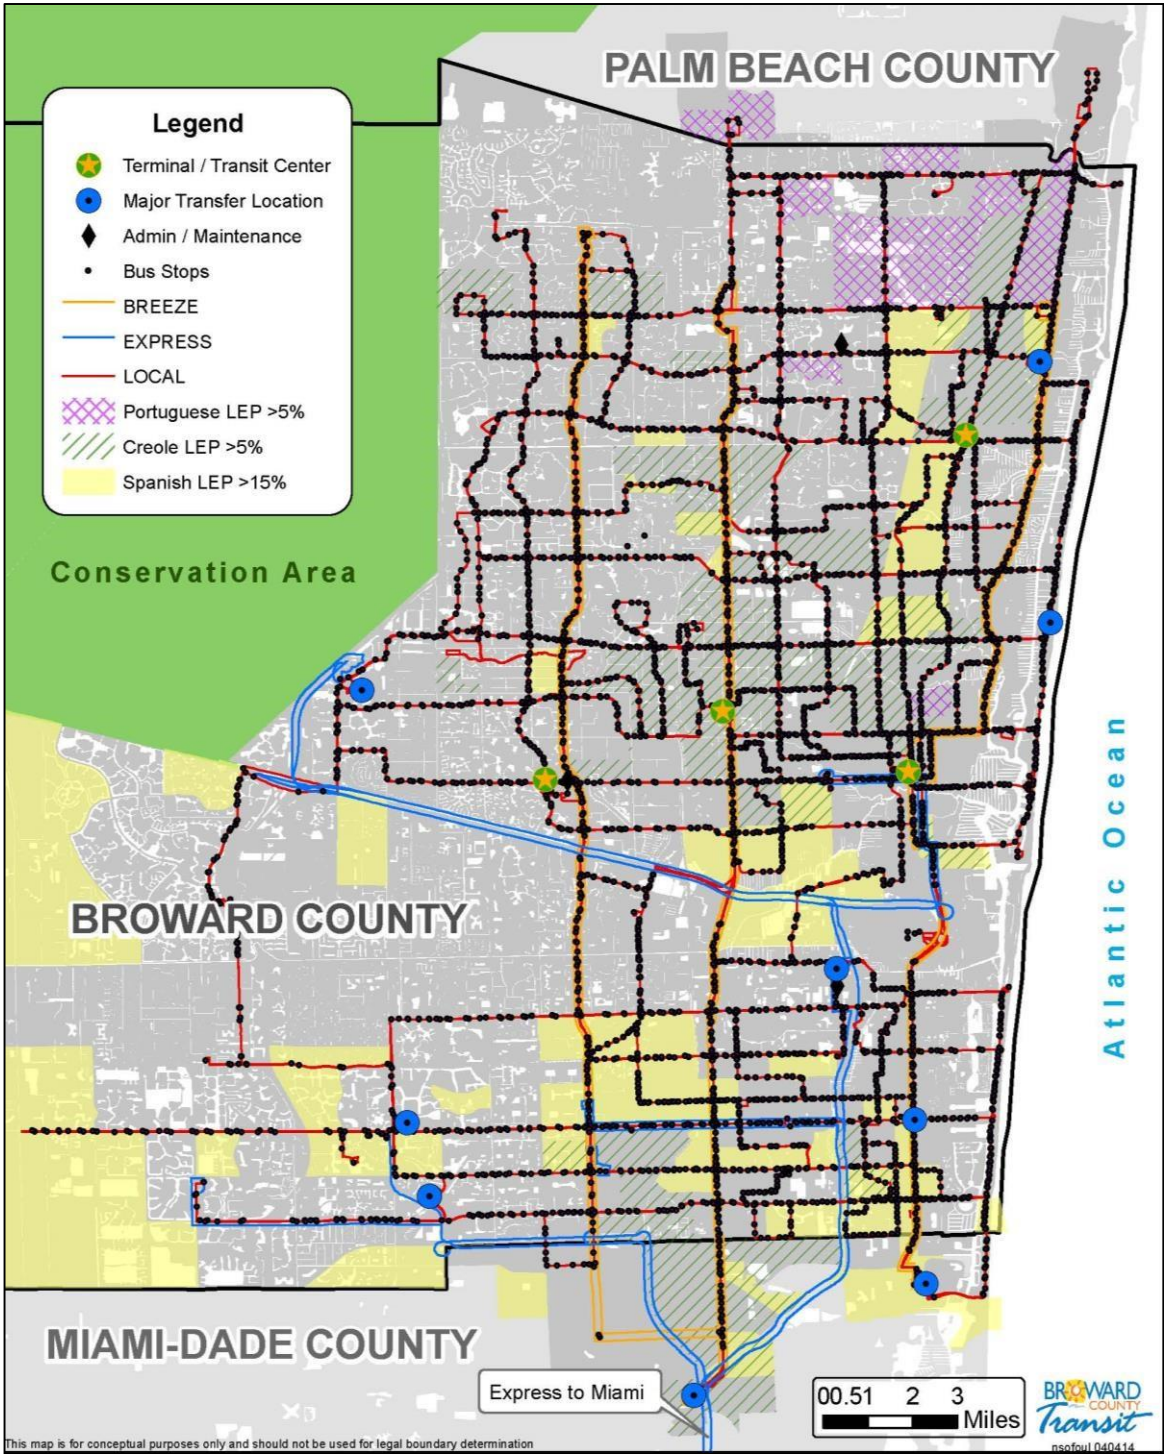 PALM BEACH COUNTY
Legend
Terminal / Transit Center
Major Transfer Location
Admin / Maintenance
Bus Stops
BREEZE
EXPRESS
LOCAL
Portuguese LEP >5%
Creole LEP >5%
Spanish LEP >15%
Conservation Area
Atlantic Ocean
BROWARD COUNTY
MIAMI-DADE COUNTY
Express to Miami
00.51 2 3
Miles
BROWARD
COUNTY
Transit
This map is for conceptual purposes only and should not be used for legal boundary determination
nsofoul 040414